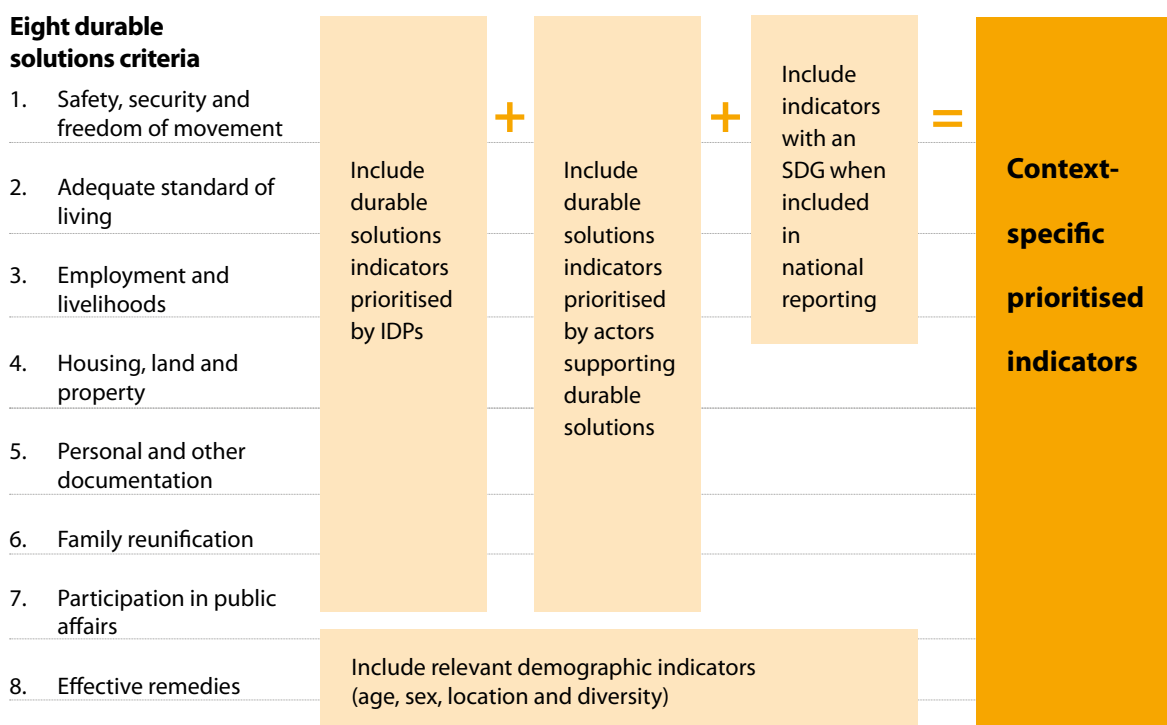 Eight durable
solutions criteria
1. Safety, security and
freedom of movement
2. Adequate standard of
living
3. Employment and
livelihoods
4. Housing, land and
property
5. Personal and other
documentation
6. Family reunification
7. Participation in public
affairs
8. Effective remedies
Include
durable
solutions
indicators
prioritised
by IDPs
+
Include
durable
solutions
indicators
prioritised
by actors
supporting
durable
solutions
+
Include
indicators
with an
SDG when
included
in
national
reporting
=
Context-
specific
prioritised
indicators
Include relevant demographic indicators
(age, sex, location and diversity)